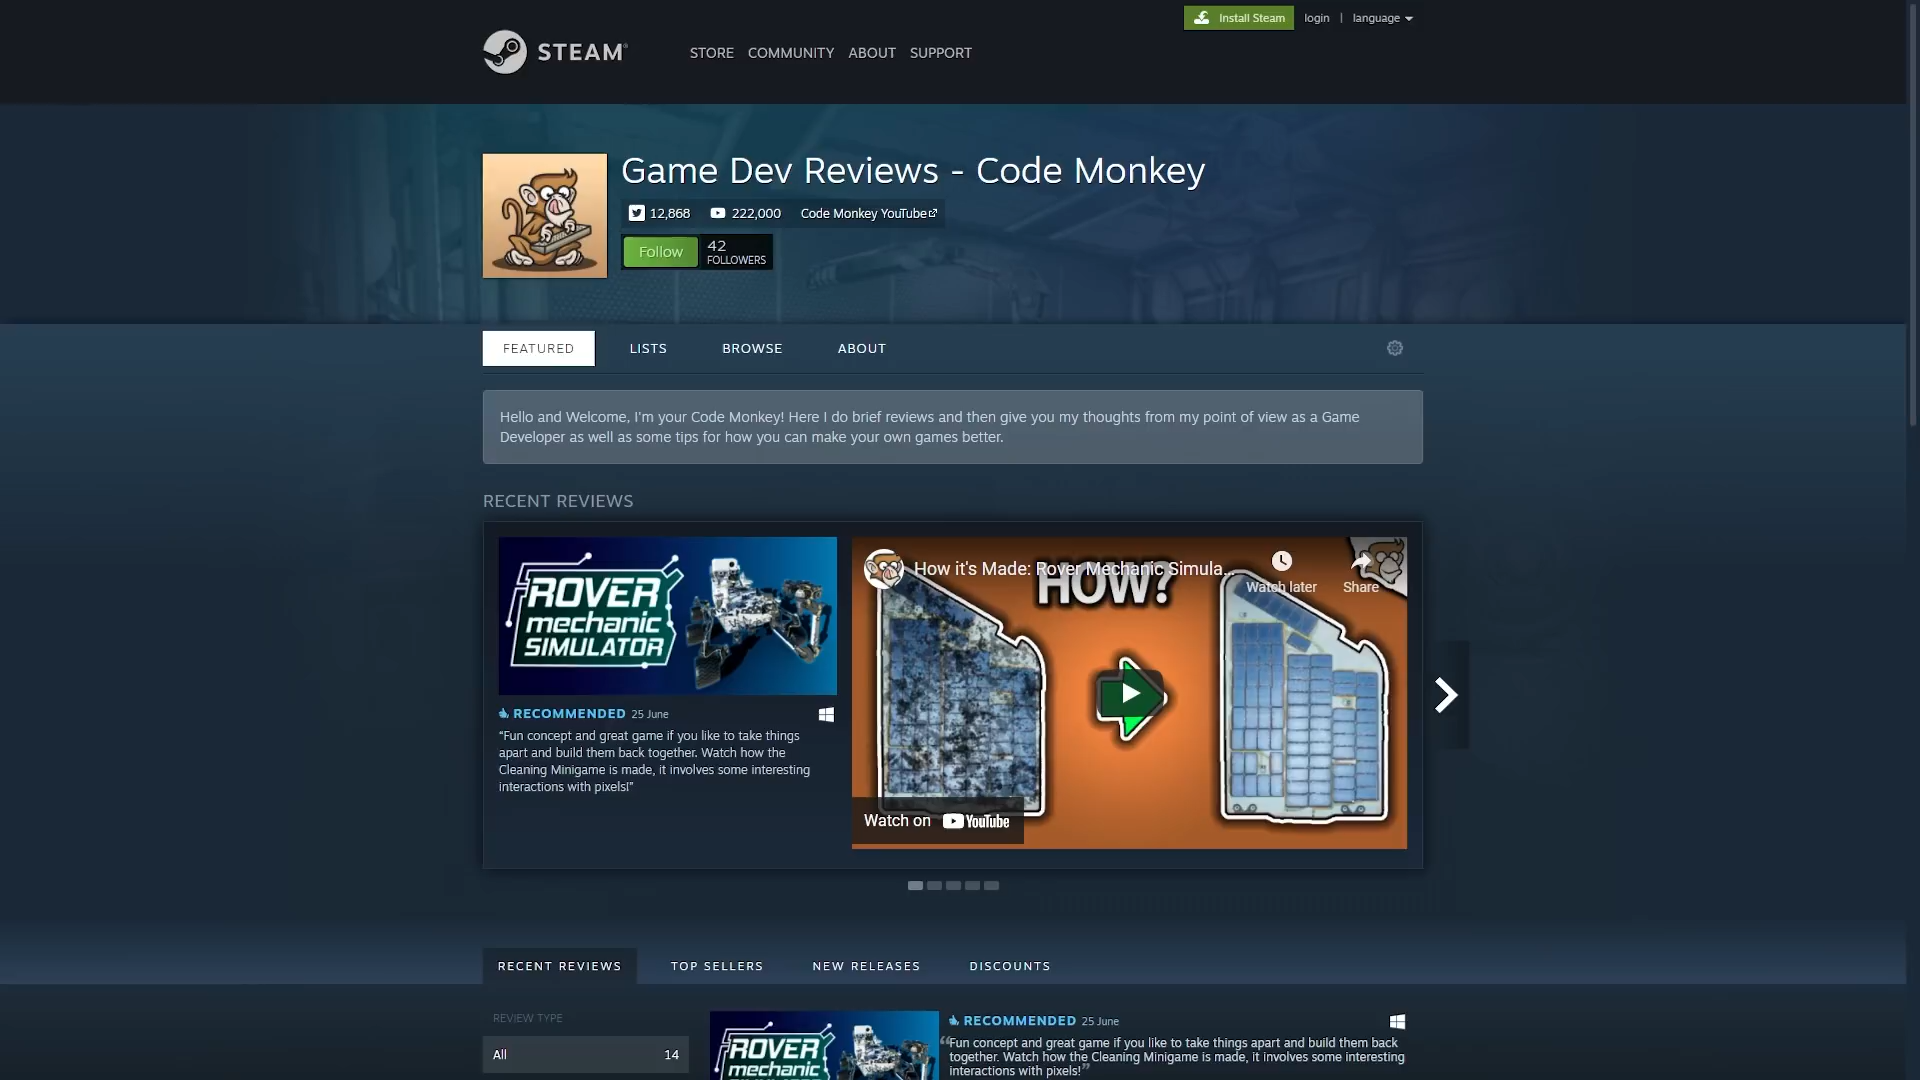 Install Steam
login
|
language
STEAM
STORE
COMMUNITY
ABOUT
SUPPORT
Game Dev Reviews - Code Monkey
12,868
222,000
Code Monkey YouTube
Follow
42
FOLLOWERS
FEATURED
LISTS
BROWSE
ABOUT
Hello and Welcome, I'm your Code Monkey! Here I do brief reviews and then give you my thoughts from my point of view as a Game
Developer as well as some tips for how you can make your own games better.
RECENT REVIEWS
ROVER
mechanic
SIMULATOR
RECOMMENDED 25 June
“Fun concept and great game if you like to take things
apart and build them back together. Watch how the
Cleaning Minigame is made, it involves some interesting
interactions with pixels!”
How it's Made: Rover Mechanic Simula...
HOW?
Watch later
Share
Watch on YouTube
RECENT REVIEWS
TOP SELLERS
NEW RELEASES
DISCOUNTS
REVIEW TYPE
All 14
ROVER
mechanic
SIMULATOR
RECOMMENDED 25 June
“Fun concept and great game if you like to take things apart and build them back
together. Watch how the Cleaning Minigame is made, it involves some interesting
interactions with pixels!”